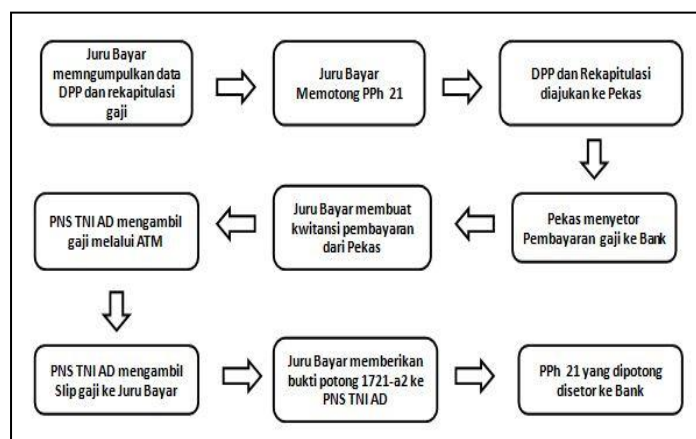 Juru Bayar
memngumpulkan data
DPP dan rekapitulasi
gaji
Juru Bayar
Memotong PPh 21
DPP dan Rekapitulasi
diajukan ke Pekas
Pekas menyetor
Pembayaran gaji ke Bank
Juru Bayar membuat
kwitansi pembayaran
dari Pekas
PNS TNI AD mengambil
gaji melalui ATM
PNS TNI AD mengambil
Slip gaji ke Juru Bayar
Juru Bayar memberikan
bukti potong 1721-a2 ke
PNS TNI AD
PPh 21 yang dipotong
disetor ke Bank